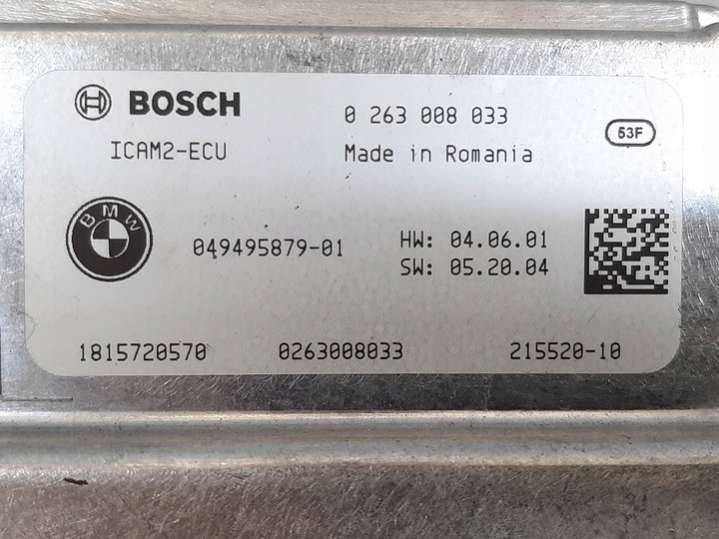 BOSCH
0 263 008 033
53F
ICAM2-ECU
Made in Romania
BMW
049495879-01
HW: 04.06.01
SW: 05.20.04
1815720570
0263008033
215520-10